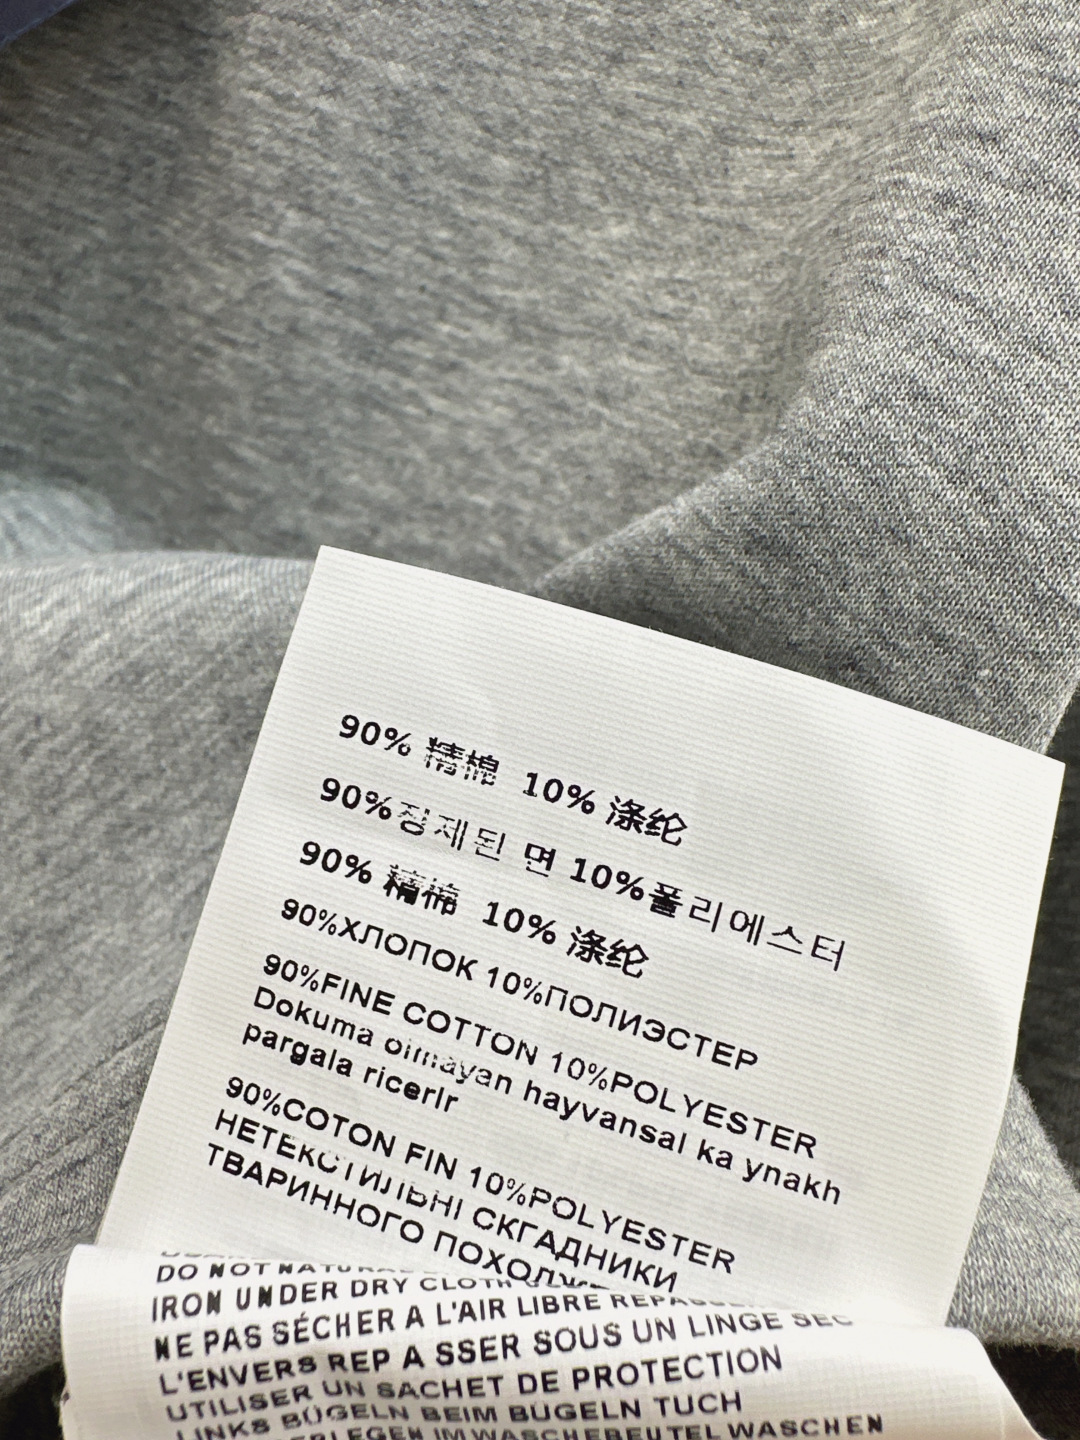 90% 精棉 10% 涤纶
90%정제된 면 10%폴리에스터
90% 精棉 10% 涤纶
90%ХЛОПОК 10%ПОЛИЭСТЕР
90%FINE COTTON 10%POLYESTER
Dokuma olmayan hayvansal ka ynakh
pargala ricerlr
90%COTON FIN 10%POLYESTER
НЕТЕКСТИЛЬНІ СКГАДНИКИ
ТВАРИННОГО
DO NOT
IRON UNDER DRY CLOTH
NE PAS SÉCHER A L'AIR LIBRE
L'ENVERS REP A SSER SOUS UN LINGE SEC
UTILISER UN SACHET DE PROTECTION
LINKS BÜGELN BEIM BÜGELN TUCH
IM WASCHEBEUTEL WASCHEN